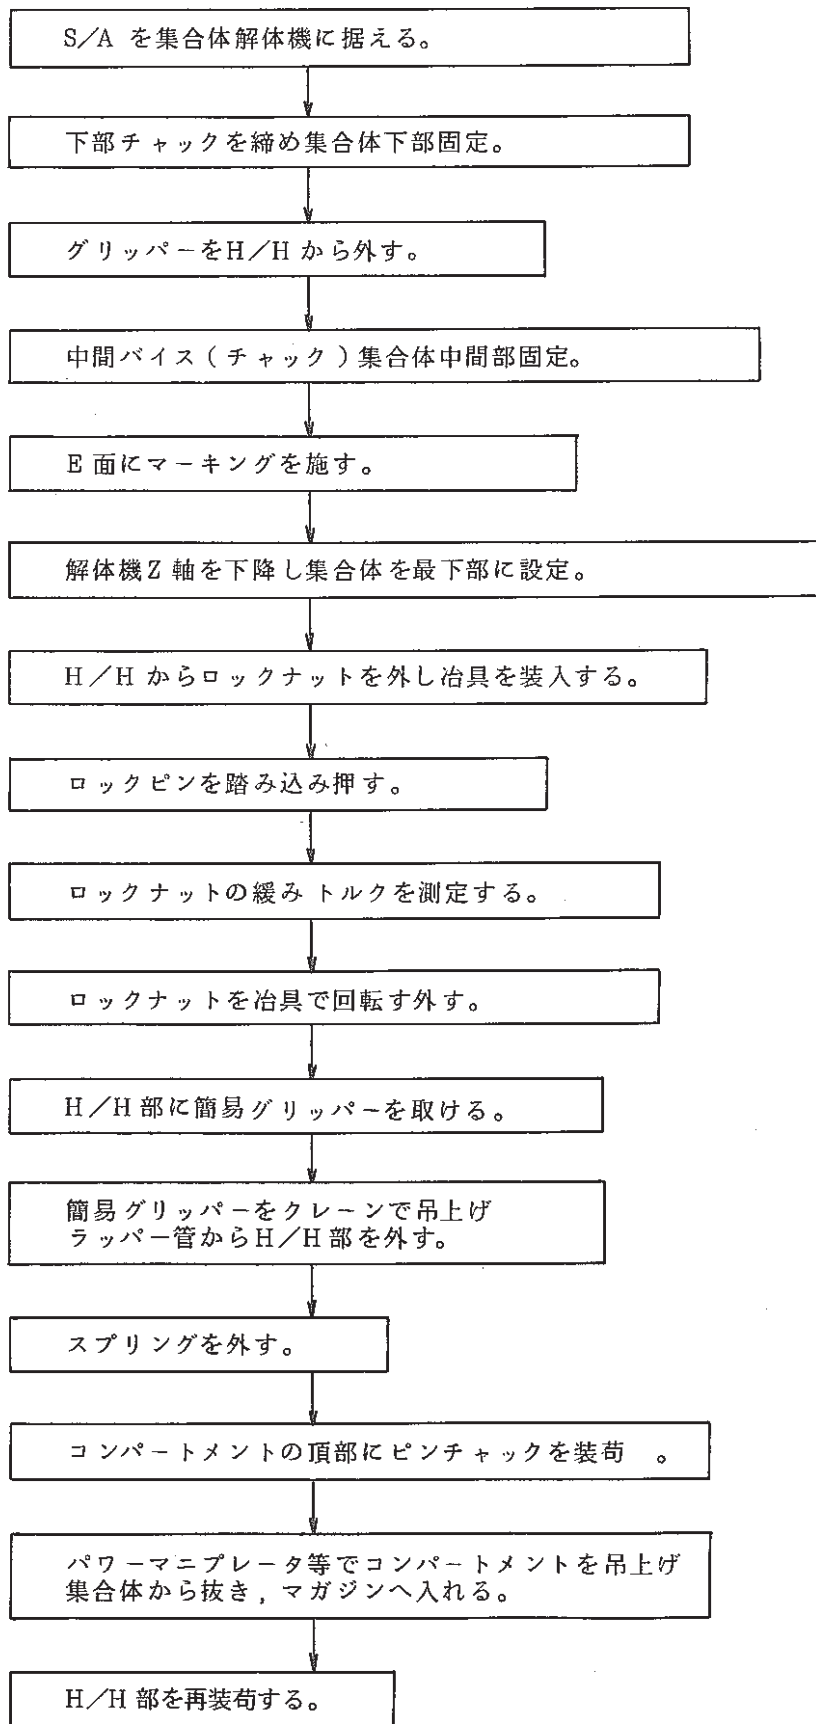 S/A を集合体解体機に据える。
下部チャックを締め集合体下部固定。
グリッパーをH/H から外す。
中間バイス(チャック)集合体中間部固定。
E 面にマーキングを施す。
解体機Z 軸を下降し集合体を最下部に設定。
H/H からロックナットを外し冶具を装入する。
ロックピンを踏み込み押す。
ロックナットの緩みトルクを測定する。
ロックナットを冶具で回転す外す。
H/H 部に簡易グリッパーを取ける。
簡易グリッパーをクレーンで吊上げ
ラッパー管からH/H 部を外す。
スプリングを外す。
コンパートメントの頂部にピンチャックを装荷 。
パワーマニプレータ等でコンパートメントを吊上げ
集合体から抜き,マガジンへ入れる。
H/H 部を再装荷する。